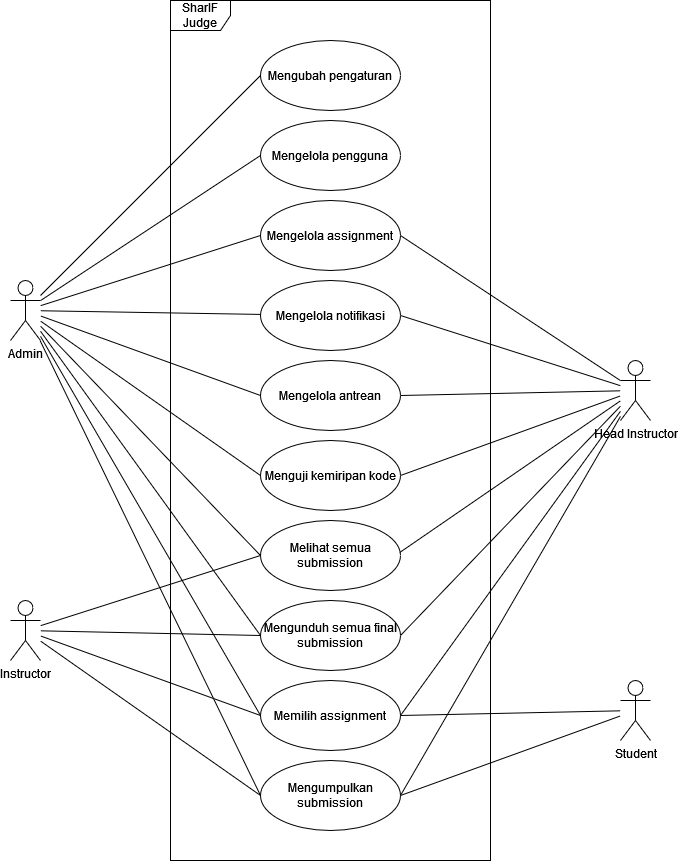 SharIF
Judge
Mengubah pengaturan
Mengelola pengguna
Mengelola assignment
Mengelola notifikasi
Admin
Mengelola antrean
Head Instructor
Menguji kemiripan kode
Melihat semua
submission
Mengunduh semua final
submission
Instructor
Memilih assignment
Student
Mengumpulkan
submission